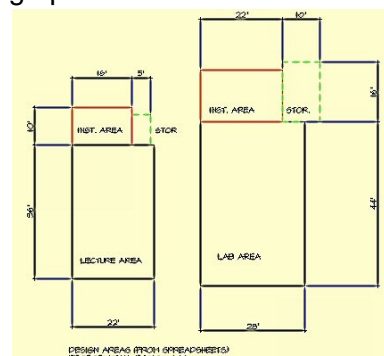 22' 10'
16' 5'
10' INST. AREA STOR
INST. AREA STOR. 16'
36' LECTURE AREA
LAB AREA 44'
22'
28'
DESIGN AREAS (FROM SPREADSHEETS)